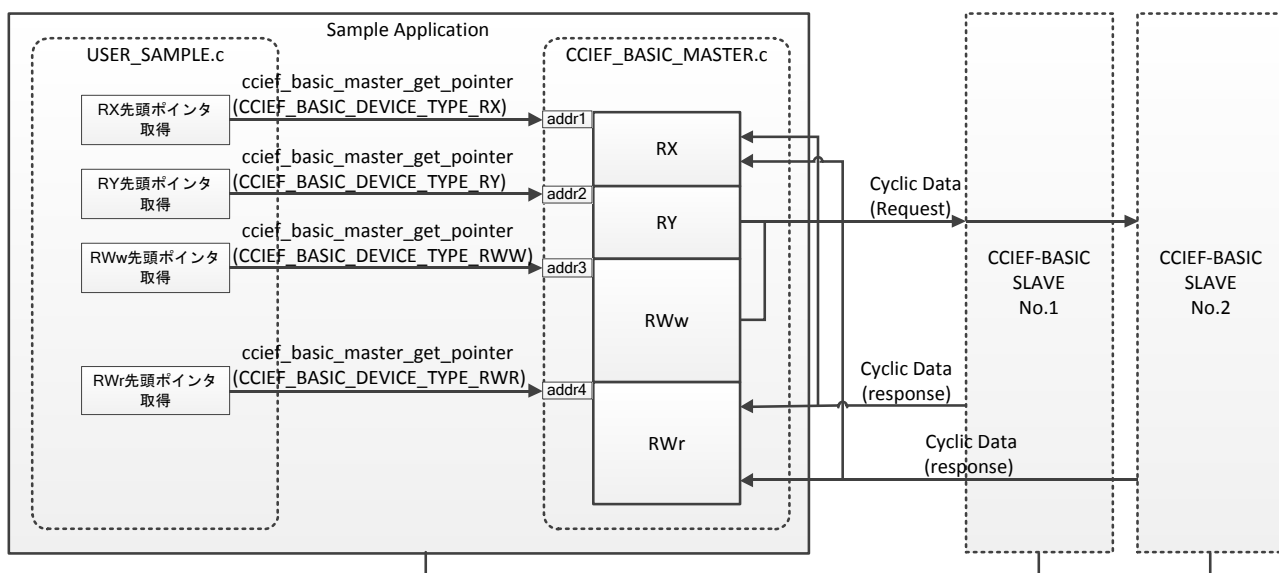 Sample Application
USER_SAMPLE.c
RX先頭ポインタ
取得
ccief_basic_master_get_pointer
(CCIEF_BASIC_DEVICE_TYPE_RX)
RY先頭ポインタ
取得
ccief_basic_master_get_pointer
(CCIEF_BASIC_DEVICE_TYPE_RY)
RWw先頭ポインタ
取得
ccief_basic_master_get_pointer
(CCIEF_BASIC_DEVICE_TYPE_RWW)
RWr先頭ポインタ
取得
ccief_basic_master_get_pointer
(CCIEF_BASIC_DEVICE_TYPE_RWR)
CCIEF_BASIC_MASTER.c
addr1
RX
addr2
RY
addr3
RWw
addr4
RWr
Cyclic Data
(Request)
Cyclic Data
(response)
Cyclic Data
(response)
CCIEF-BASIC
SLAVE
No.1
CCIEF-BASIC
SLAVE
No.2